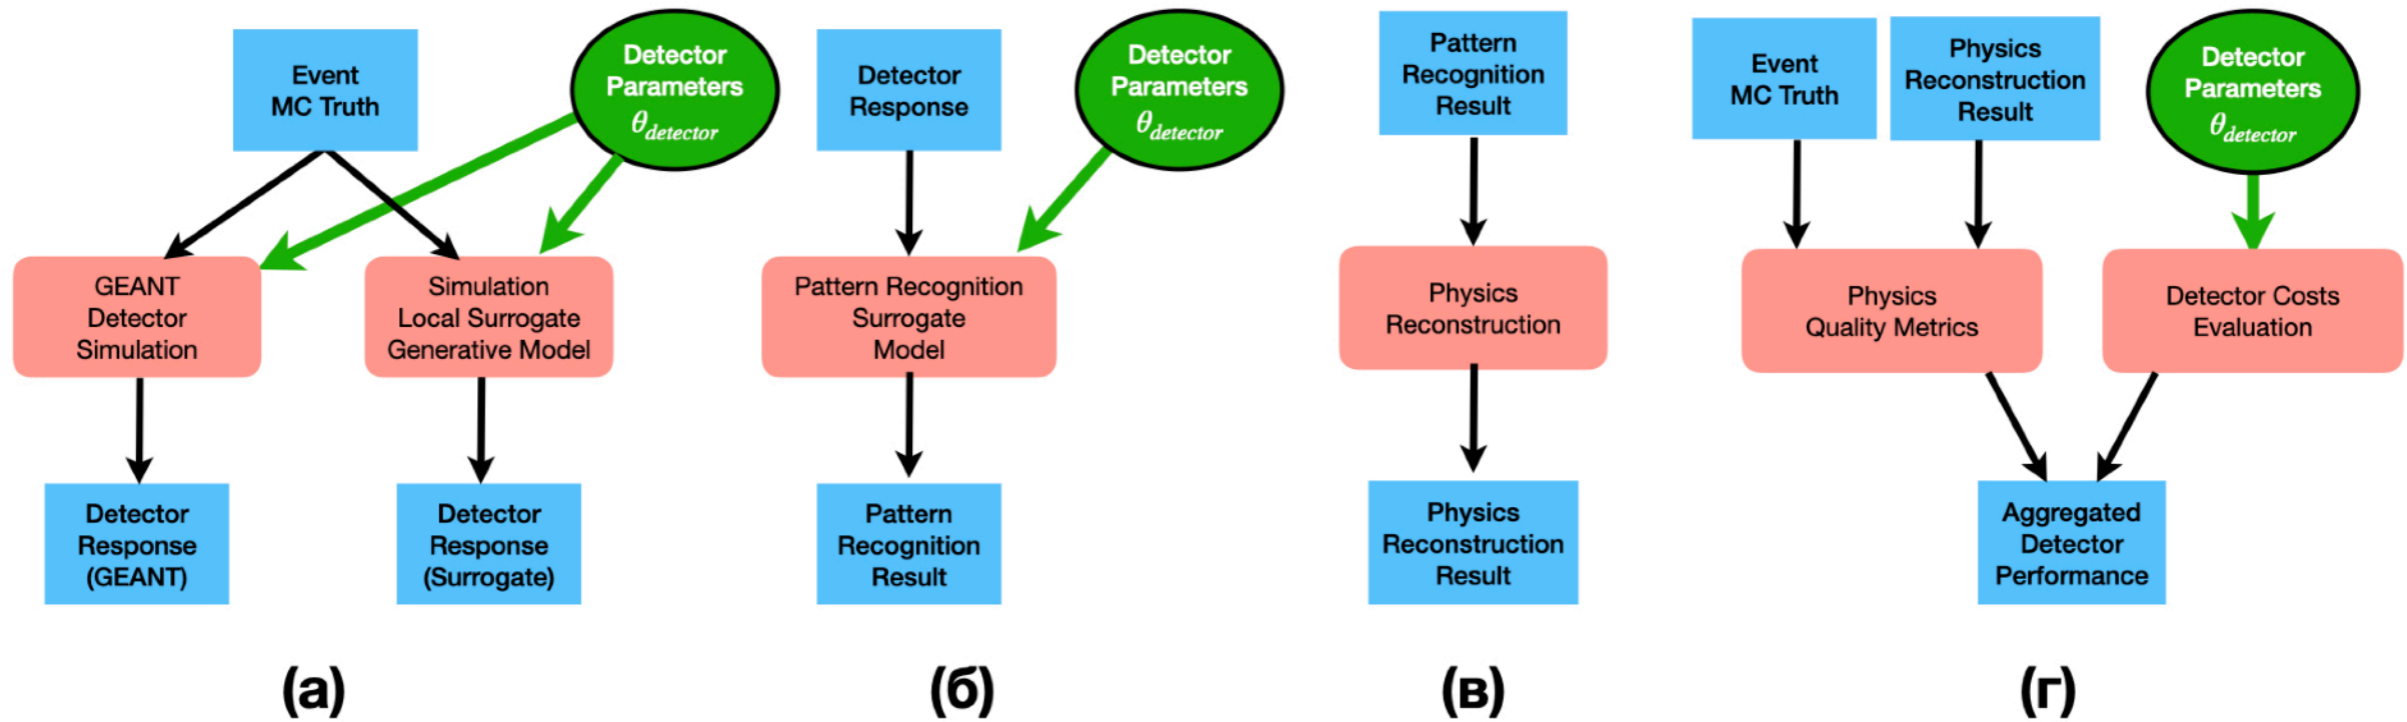 Event
MC Truth
Detector
Parameters
θdetector
GEANT
Detector
Simulation
Simulation
Local Surrogate
Generative Model
Detector
Response
(GEANT)
Detector
Response
(Surrogate)
(а)
Detector
Response
Detector
Parameters
θdetector
Pattern Recognition
Surrogate
Model
Pattern
Recognition
Result
(б)
Pattern
Recognition
Result
Physics
Reconstruction
Physics
Reconstruction
Result
(в)
Event
MC Truth
Physics
Reconstruction
Result
Detector
Parameters
θdetector
Physics
Quality Metrics
Detector Costs
Evaluation
Aggregated
Detector
Performance
(г)